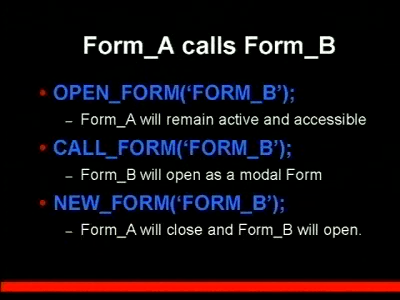 Form_A calls Form_B
• OPEN_FORM(‘FORM_B’);
– Form_A will remain active and accessible
• CALL_FORM(‘FORM_B’);
– Form_B will open as a modal Form
• NEW_FORM(‘FORM_B’);
– Form_A will close and Form_B will open.